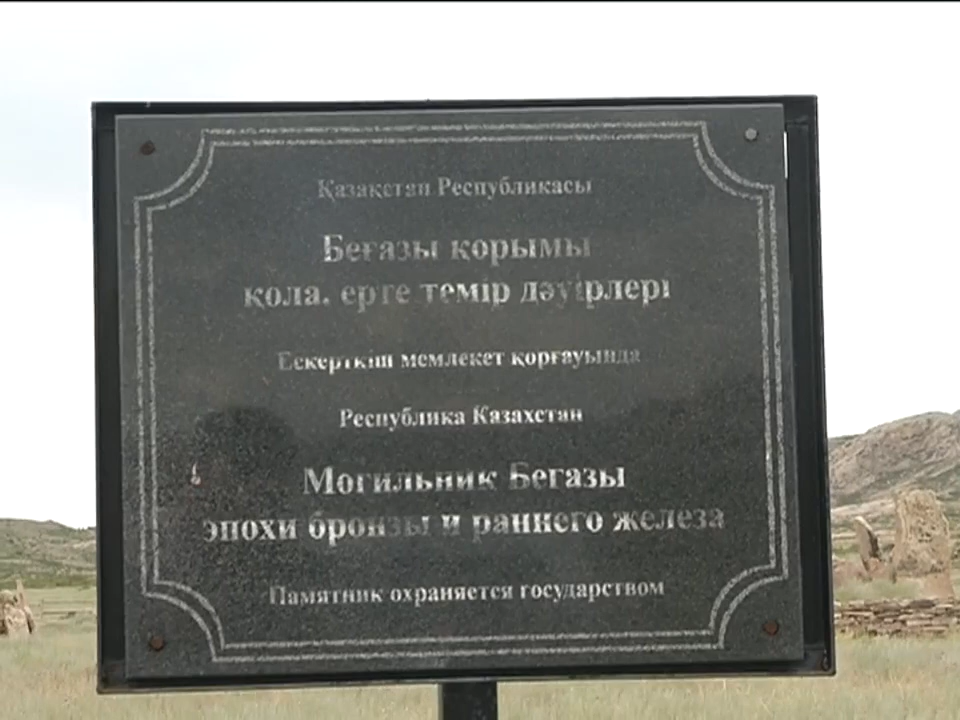 Қазақстан Республикасы
Беғазы қорымы
қола. ерте темір дәуірлері
Ескерткіш мемлекет қорғауында
Республика Казахстан
Могильник Бегазы
эпохи бронзы и раннего железа
Памятник охраняется государством